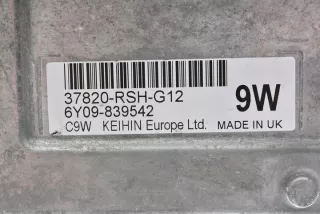 37820-RSH-G12
6Y09-839542
9W
C9W KEIHIN Europe Ltd. MADE IN UK